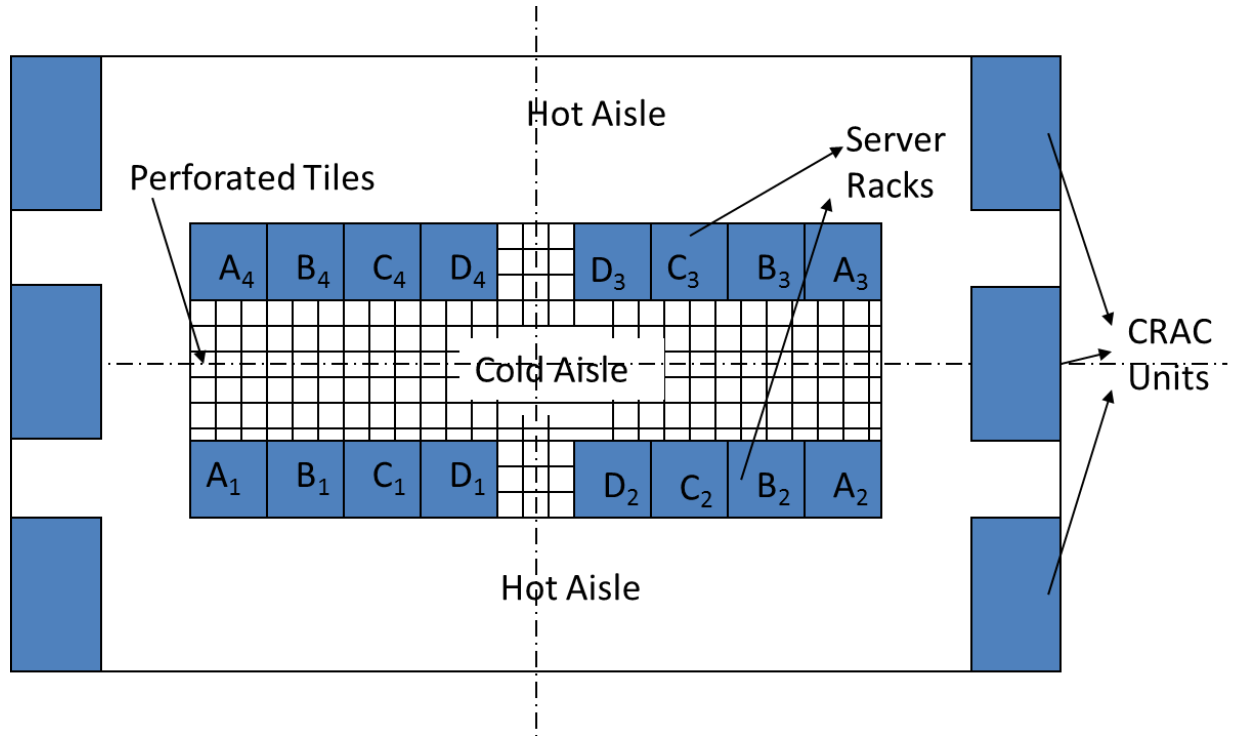 Hot Aisle
Server
Racks
Perforated Tiles
A₄ B₄ C₄ D₄ D₃ C₃ B₃ A₃
CRAC
Units
Cold Aisle
A₁ B₁ C₁ D₁ D₂ C₂ B₂ A₂
Hot Aisle